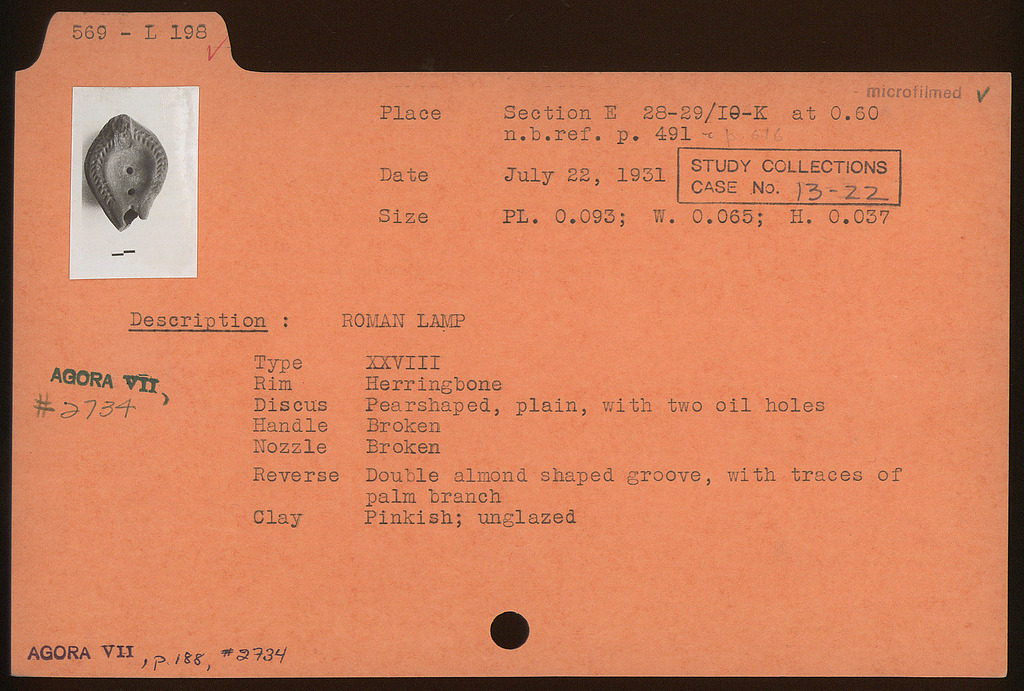 569 - L 198
microfilmed ✓
Place Section E 28-29/I0-K at 0.60
n.b.ref. p. 491
Date July 22, 1931
STUDY COLLECTIONS
CASE No. 13-22
Size PL. 0.093; W. 0.065; H. 0.037
Description : ROMAN LAMP
Type XXVIII
Rim Herringbone
Discus Pearshaped, plain, with two oil holes
Handle Broken
Nozzle Broken
Reverse Double almond shaped groove, with traces of
palm branch
Clay Pinkish; unglazed
AGORA VII,
#2734
AGORA VII, p. 188, #2734